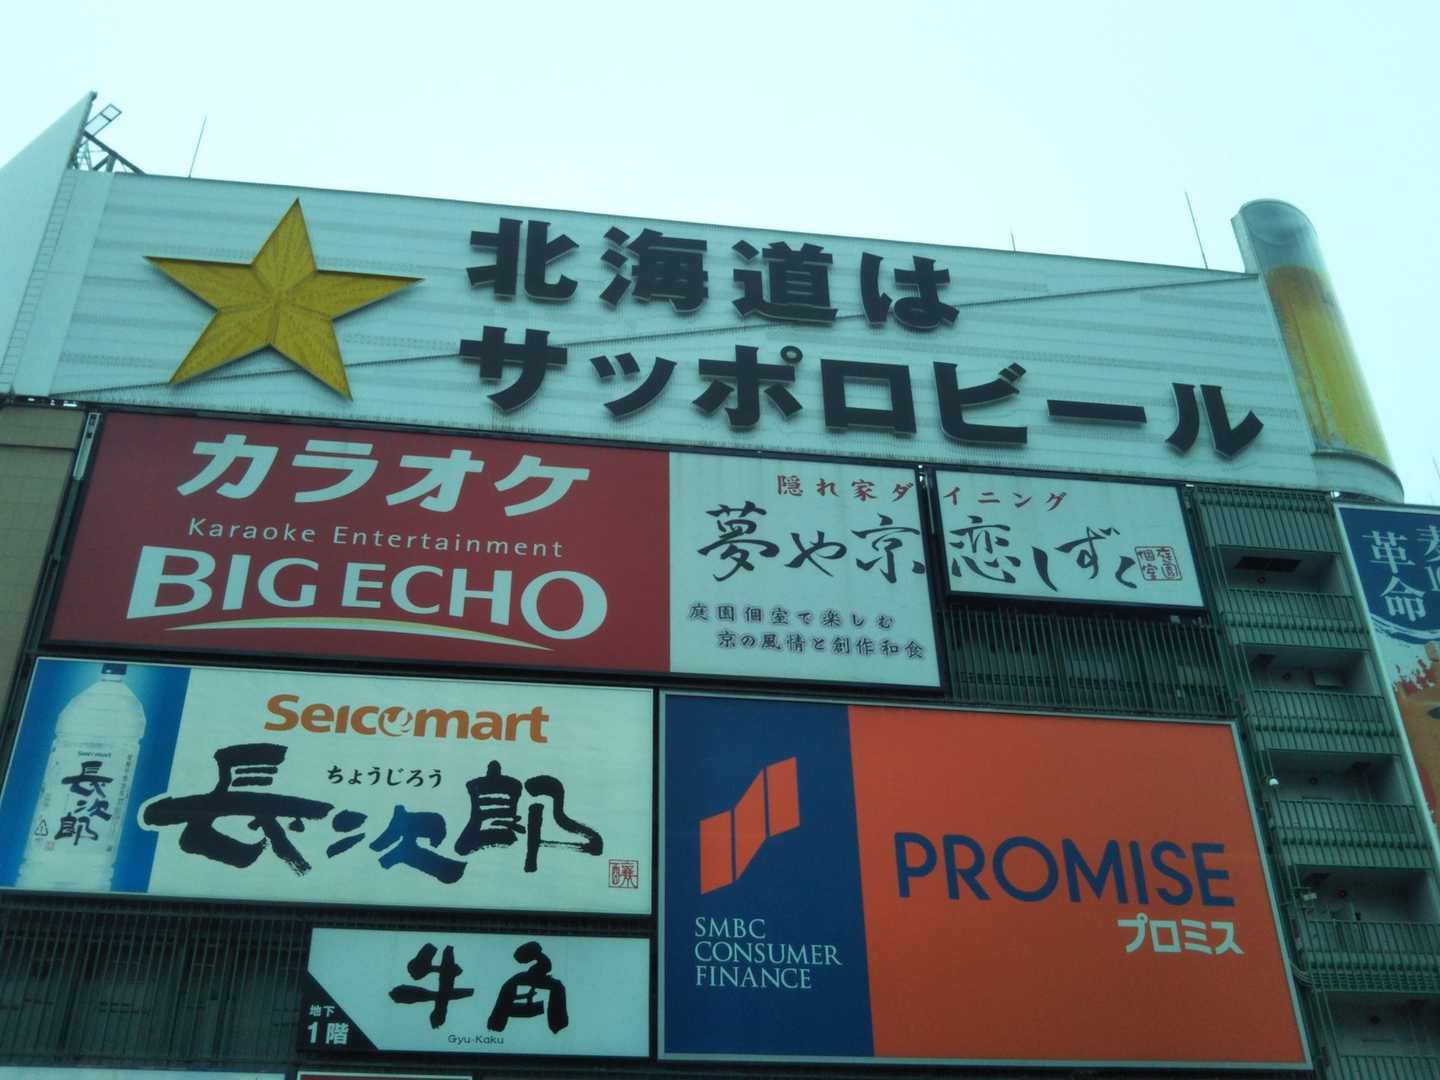 北海道は
サッポロビール
カラオケ
Karaoke Entertainment
BIG ECHO
隠れ家ダイニング
夢や京 恋しずく
庭園個室
庭園個室で楽しむ
京の風情と創作和食
革命
Seicomart
ちょうじろう
長次郎
Seicomart
長次郎
SMBC
CONSUMER
FINANCE
PROMISE
プロミス
牛角
Gyu-Kaku
地下
1階